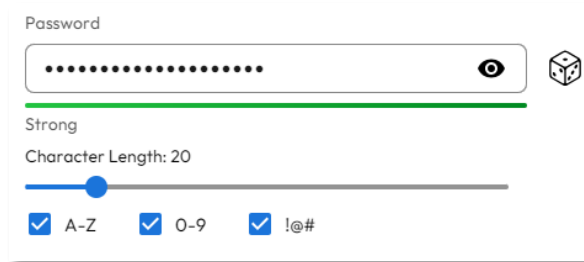 Password
••••••••••••••••••••
Strong
Character Length: 20
A-Z 0-9 !@#